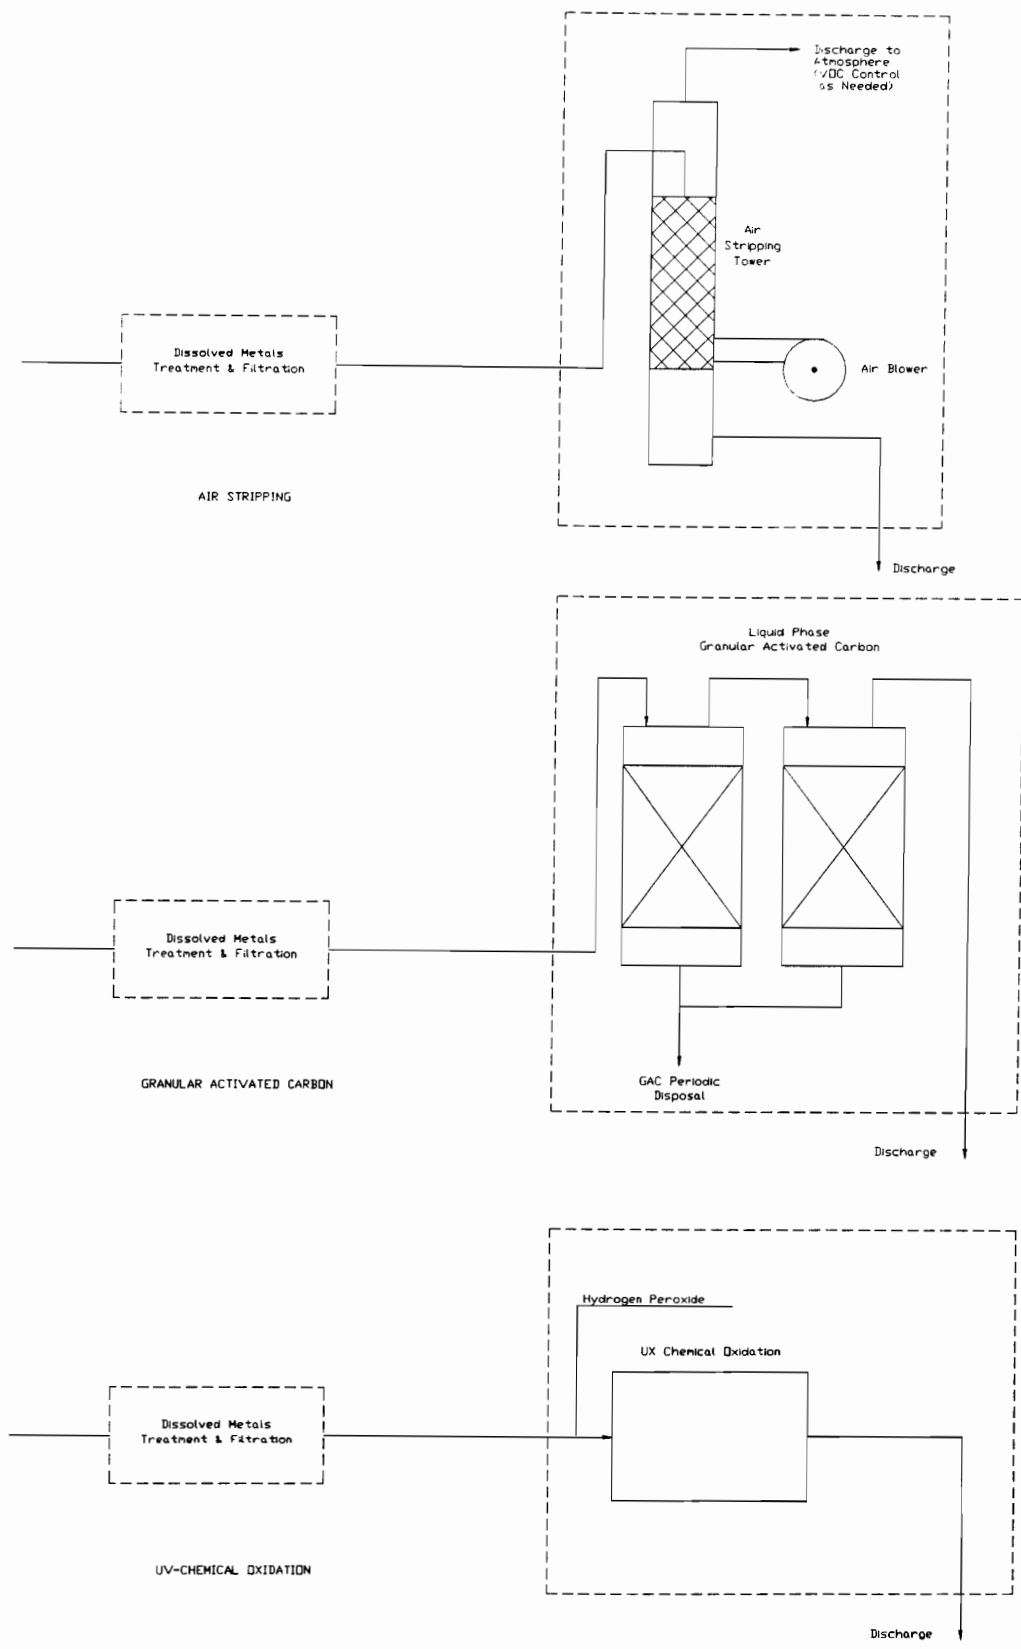 Discharge to
Atmosphere
(VOC Control
as Needed)
Air
Stripping
Tower
Dissolved Metals
Treatment & Filtration
Air Blower
AIR STRIPPING
Discharge
Liquid Phase
Granular Activated Carbon
Dissolved Metals
Treatment & Filtration
GAC Periodic
Disposal
GRANULAR ACTIVATED CARBON
Discharge
Hydrogen Peroxide
UX Chemical Oxidation
Dissolved Metals
Treatment & Filtration
UV-CHEMICAL OXIDATION
Discharge